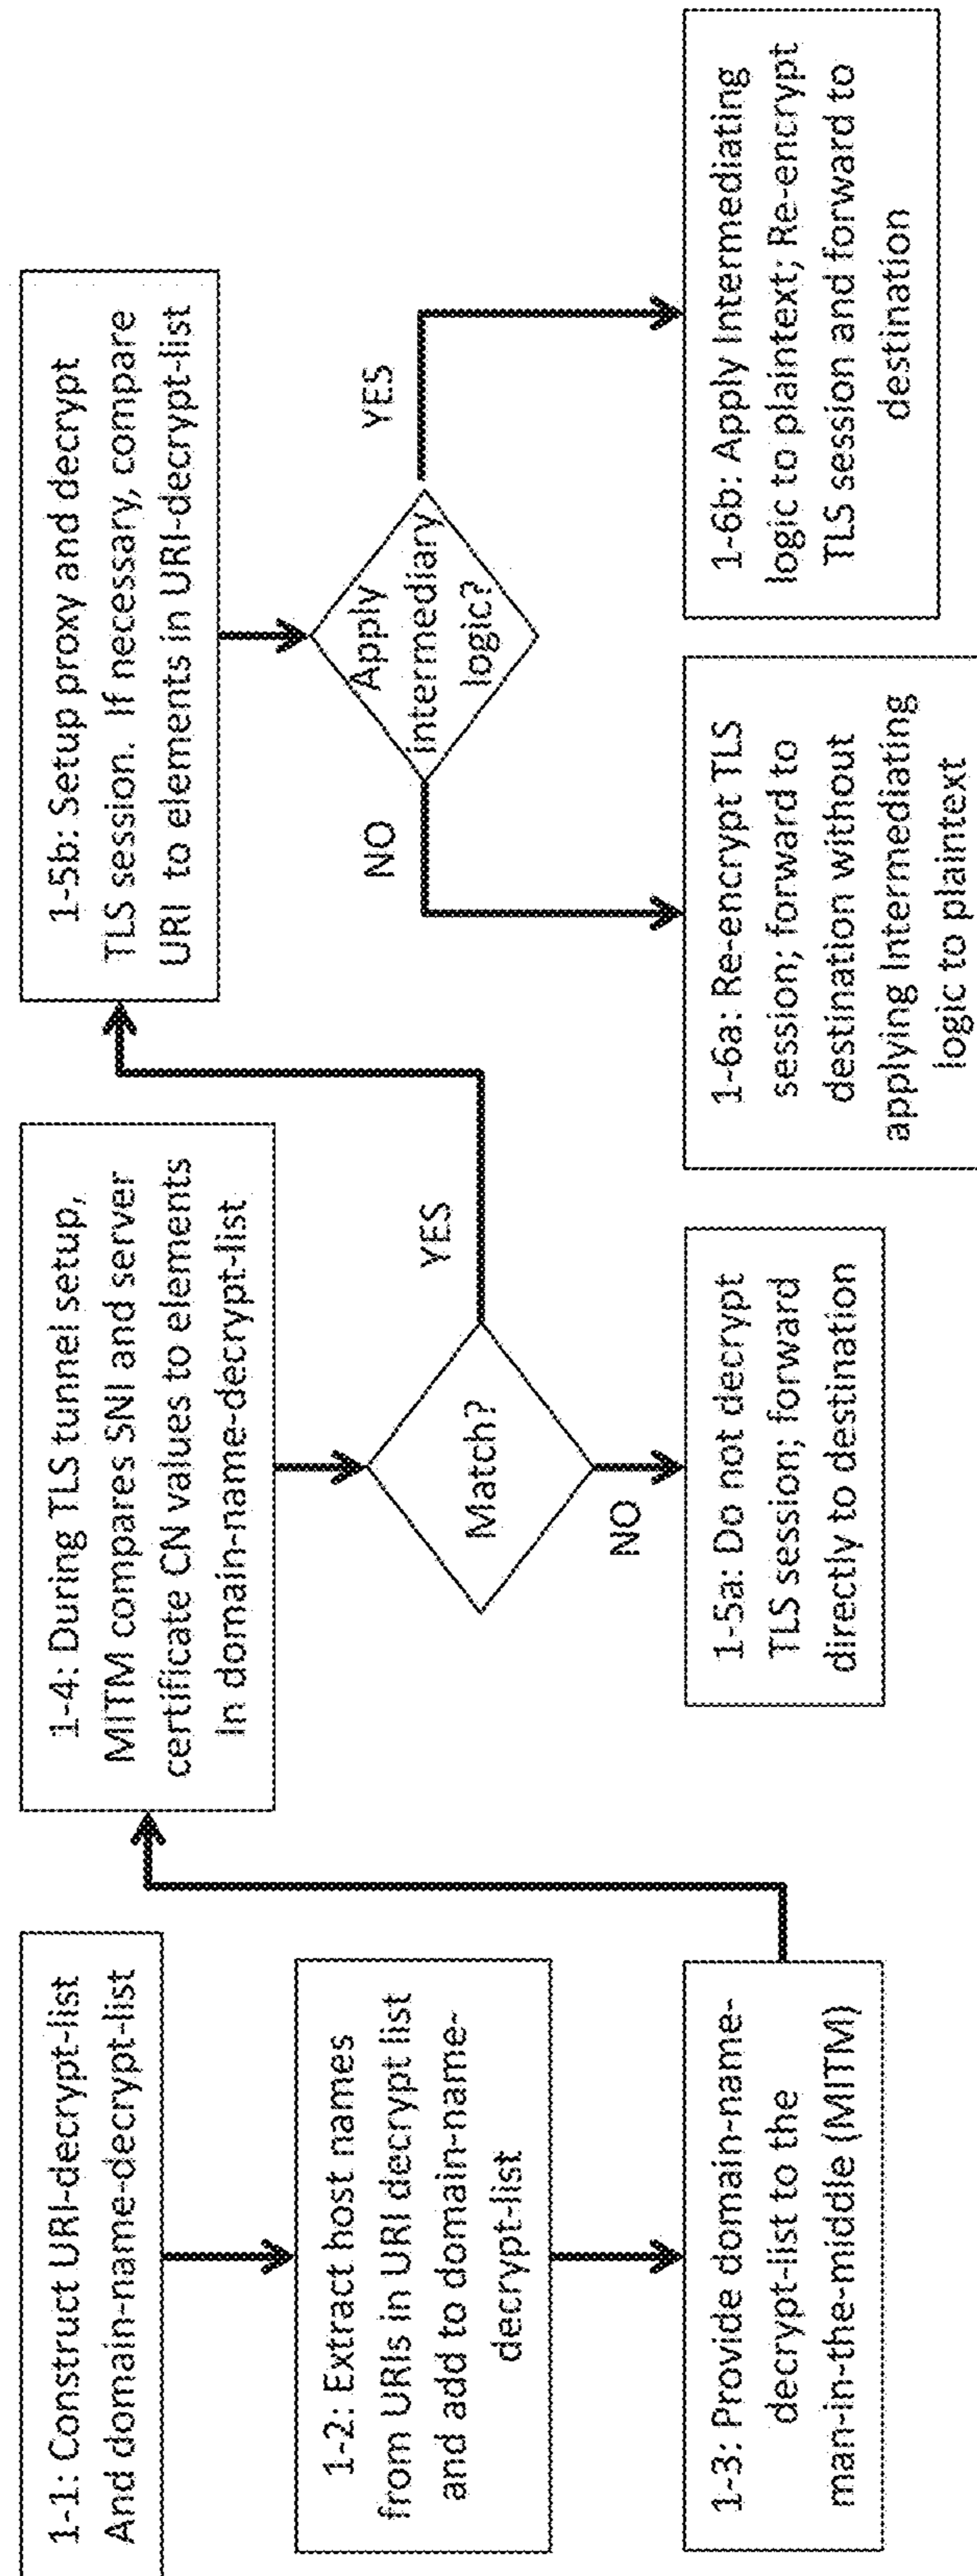 1-1: Construct URI-decrypt-list
And domain-name-decrypt-list
1-2: Extract host names
from URIs in URI decrypt list
and add to domain-name-
decrypt-list
1-3: Provide domain-name-
decrypt-list to the
man-in-the-middle (MITM)
1-4: During TLS tunnel setup,
MITM compares SNI and server
certificate CN values to elements
In domain-name-decrypt-list
Match?
YES
NO
1-5a: Do not decrypt
TLS session; forward
directly to destination
1-5b: Setup proxy and decrypt
TLS session. If necessary, compare
URI to elements in URI-decrypt-list
Apply
intermediary
logic?
NO
YES
1-6a: Re-encrypt TLS
session; forward to
destination without
applying Intermediating
logic to plaintext
1-6b: Apply Intermediating
logic to plaintext; Re-encrypt
TLS session and forward to
destination